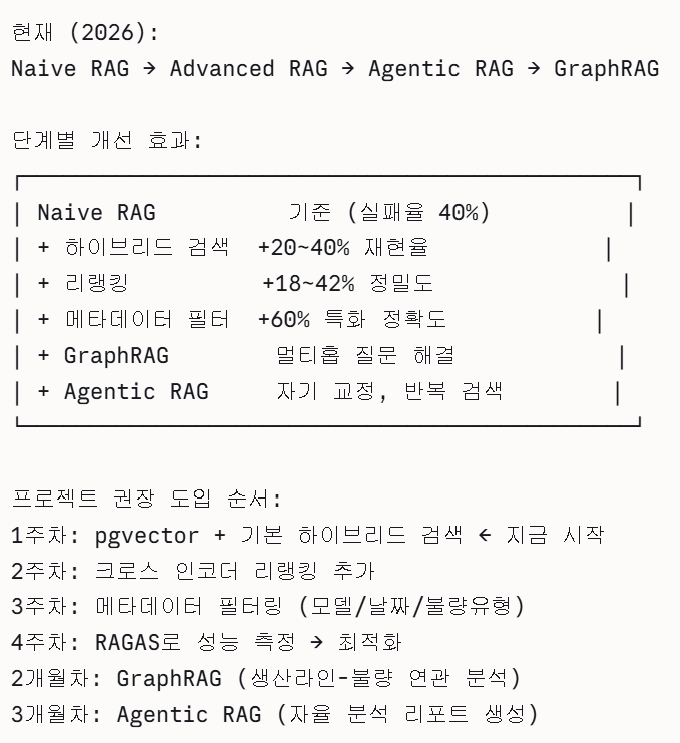 현재 (2026):
Naive RAG → Advanced RAG → Agentic RAG → GraphRAG
단계별 개선 효과:
Naive RAG 기준 (실패율 40%)
+ 하이브리드 검색 +20~40% 재현율
+ 리랭킹 +18~42% 정밀도
+ 메타데이터 필터 +60% 특화 정확도
+ GraphRAG 멀티홉 질문 해결
+ Agentic RAG 자기 교정, 반복 검색
프로젝트 권장 도입 순서:
1주차: pgvector + 기본 하이브리드 검색 ← 지금 시작
2주차: 크로스 인코더 리랭킹 추가
3주차: 메타데이터 필터링 (모델/날짜/불량유형)
4주차: RAGAS로 성능 측정 → 최적화
2개월차: GraphRAG (생산라인-불량 연관 분석)
3개월차: Agentic RAG (자율 분석 리포트 생성)